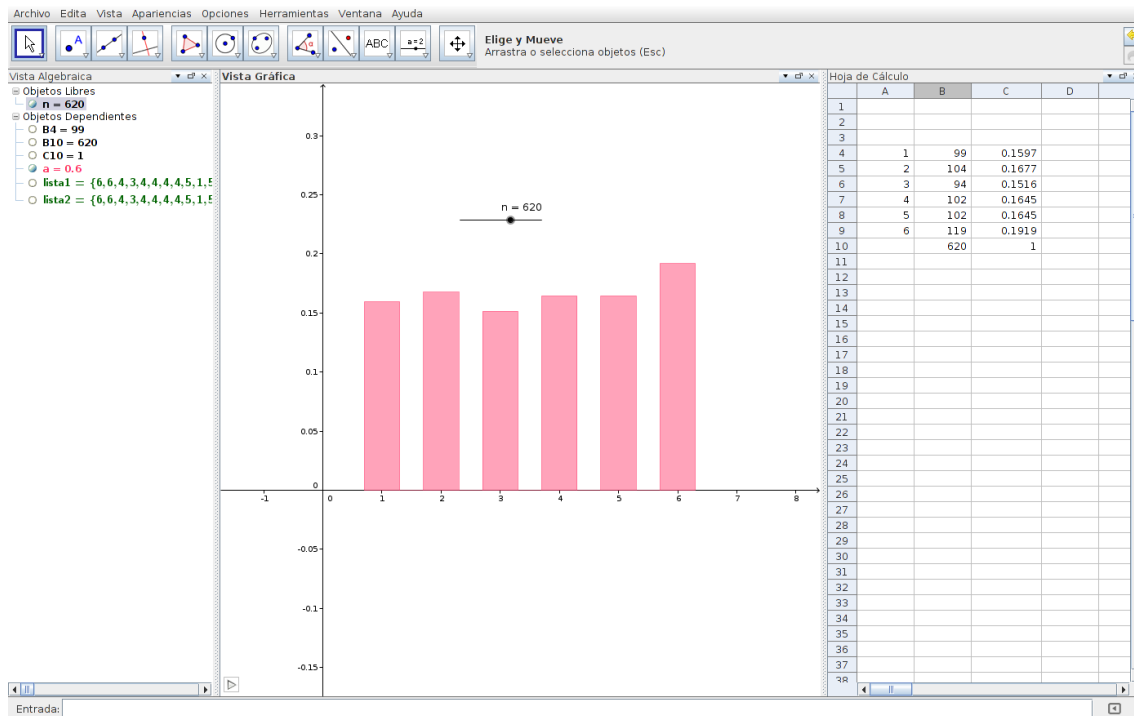 Archivo Edita Vista Apariencias Opciones Herramientas Ventana Ayuda
A
α
ABC
a=2
Elige y Mueve
Arrastra o selecciona objetos (Esc)
Vista Algebraica
Objetos Libres
n = 620
Objetos Dependientes
B4 = 99
B10 = 620
C10 = 1
a = 0.6
lista1 = {6,6,4,3,4,4,4,4,5,1,5
lista2 = {6,6,4,3,4,4,4,4,5,1,5
Vista Gráfica
n = 620
0.3
0.25
0.2
0.15
0.1
0.05
0
-0.05
-0.1
-0.15
-1 0 1 2 3 4 5 6 7 8
Hoja de Cálculo
A B C D
1
2
3
4 1 99 0.1597
5 2 104 0.1677
6 3 94 0.1516
7 4 102 0.1645
8 5 102 0.1645
9 6 119 0.1919
10 620 1
11
12
13
14
15
16
17
18
19
20
21
22
23
24
25
26
27
28
29
30
31
32
33
34
35
36
37
38
Entrada: